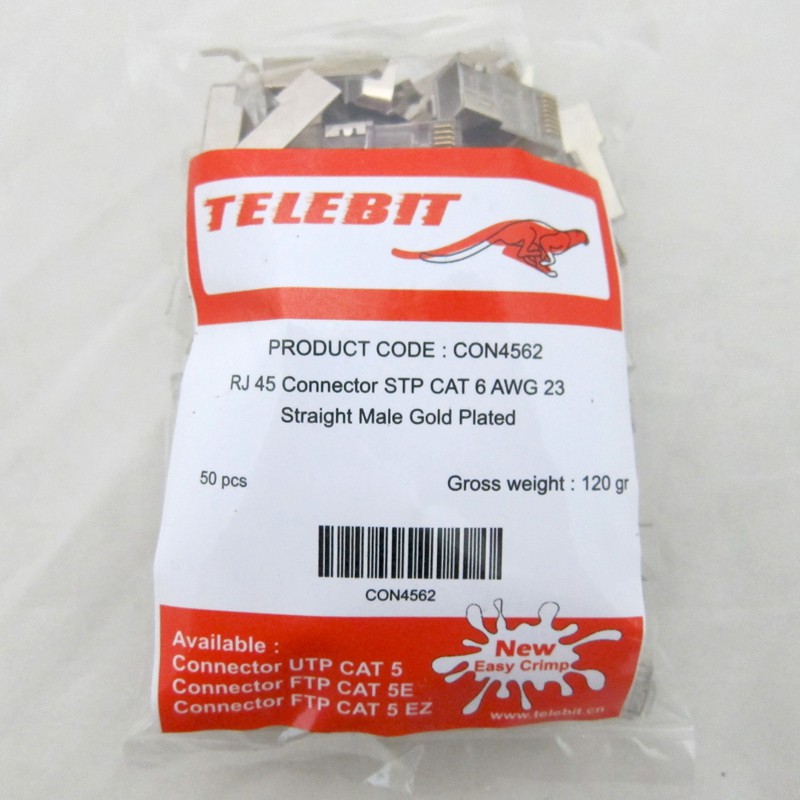 TELEBIT
PRODUCT CODE : CON4562
RJ 45 Connector STP CAT 6 AWG 23
Straight Male Gold Plated
50 pcs
Gross weight : 120 gr
CON4562
Available :
Connector UTP CAT 5
Connector FTP CAT 5E
Connector FTP CAT 5 EZ
New
Easy Crimp
www.telebit.cn